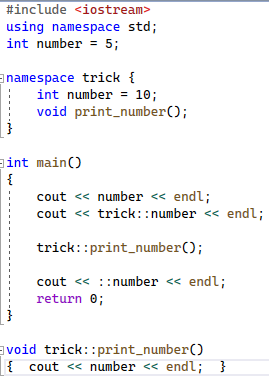 #include <iostream>
using namespace std;
int number = 5;
namespace trick {
int number = 10;
void print_number();
}
int main()
{
cout << number << endl;
cout << trick::number << endl;
trick::print_number();
cout << ::number << endl;
return 0;
}
void trick::print_number()
{  cout << number << endl;  }